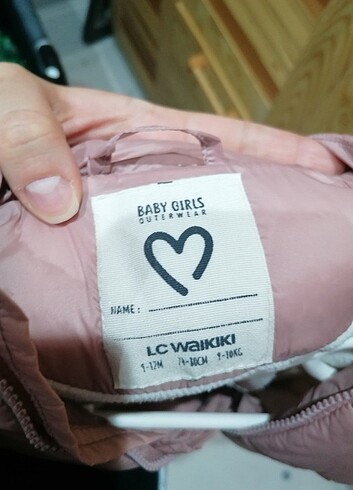 BABY GIRLS
OUTERWEAR
NAME:
LC WAIKIKI
9-12M 74-80CM 9-10KG